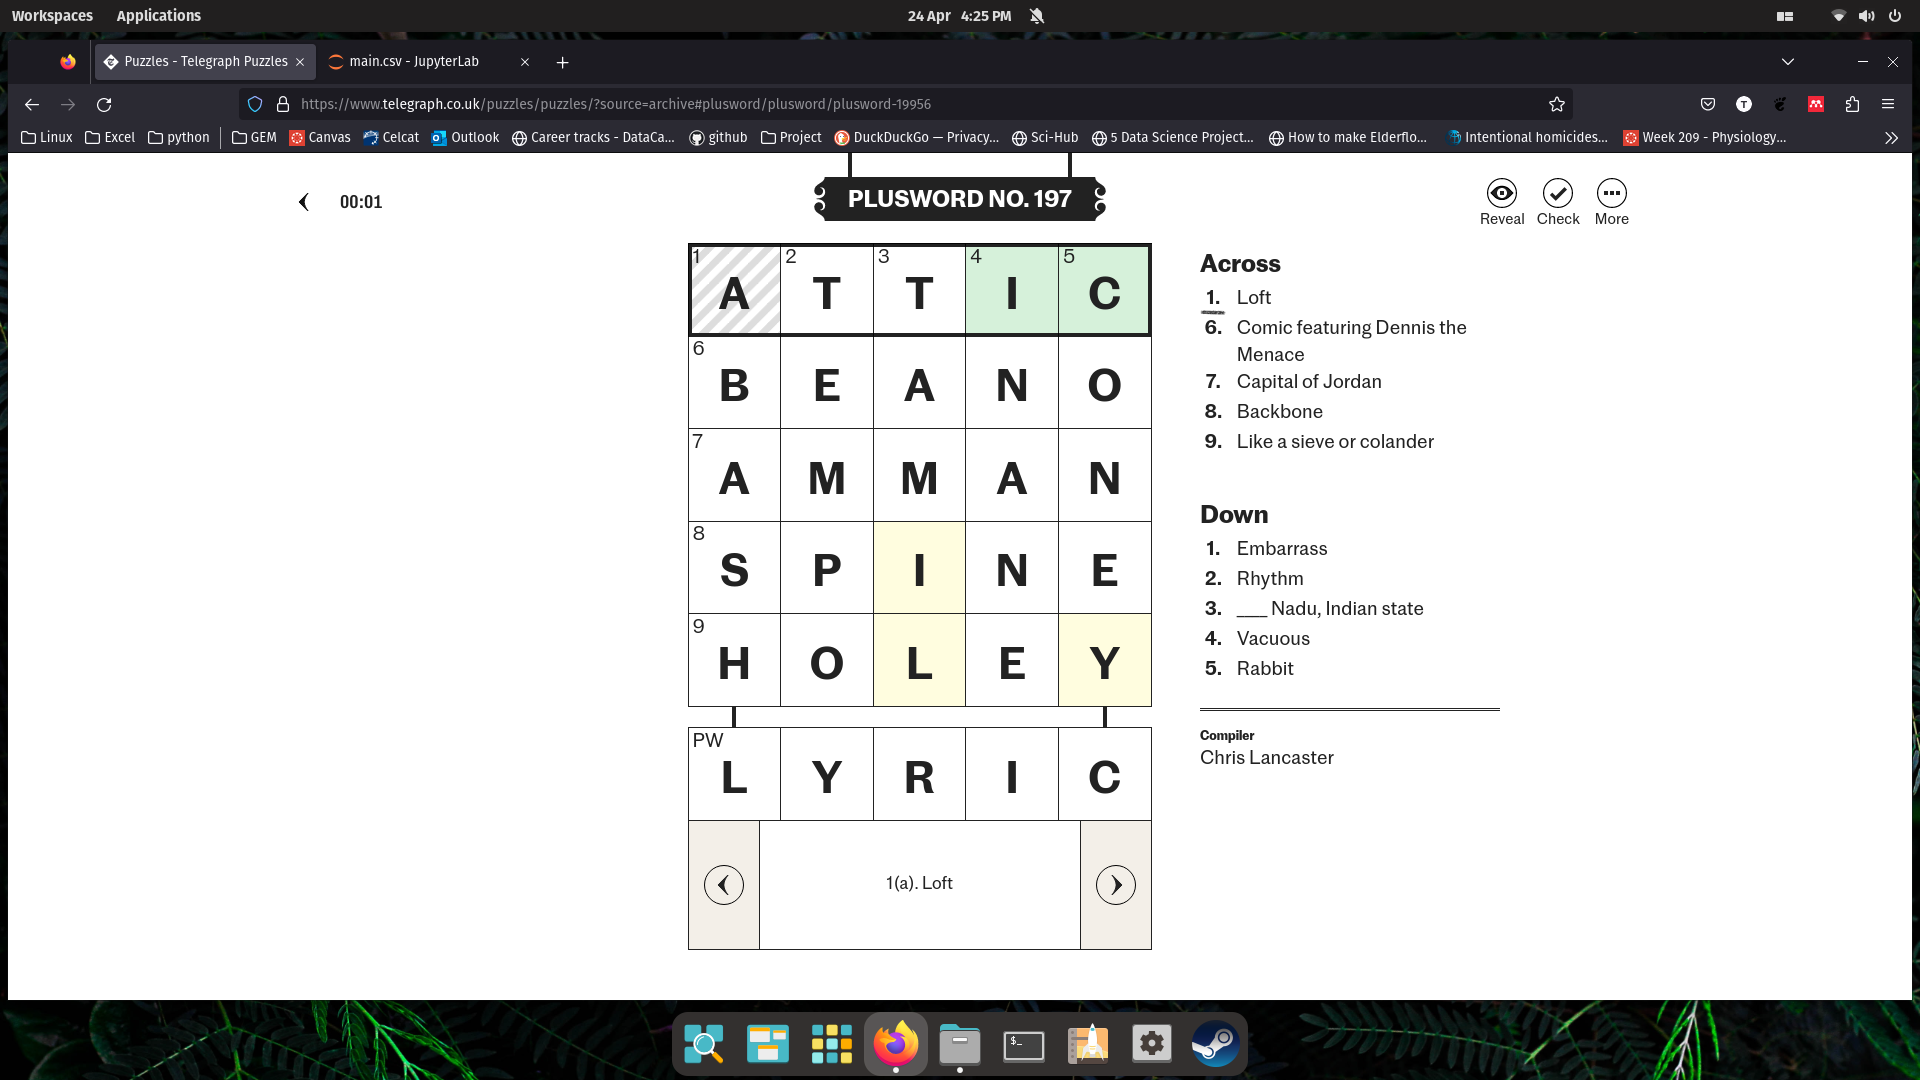 Workspaces Applications 24 Apr 4:25 PM
Puzzles - Telegraph Puzzles main.csv - JupyterLab
https://www.telegraph.co.uk/puzzles/puzzles/?source=archive#plusword/plusword/plusword-19956
Linux Excel python GEM Canvas Celcat Outlook Career tracks - DataCa... github Project DuckDuckGo — Privacy... Sci-Hub 5 Data Science Project... How to make Elderflo... Intentional homicides... Week 209 - Physiology...
00:01
PLUSWORD NO. 197
Reveal Check More
1 A 2 T 3 T 4 I 5 C
6 B E A N O
7 A M M A N
8 S P I N E
9 H O L E Y
PW L Y R I C
1(a). Loft
Across
1. Loft
6. Comic featuring Dennis the
Menace
7. Capital of Jordan
8. Backbone
9. Like a sieve or colander
Down
1. Embarrass
2. Rhythm
3. ___ Nadu, Indian state
4. Vacuous
5. Rabbit
Compiler
Chris Lancaster